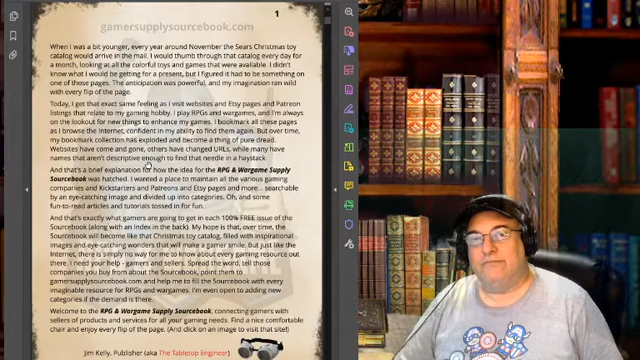 1
gamersupplysourcebook.com
When I was a bit younger, every year around November the Sears Christmas toy
catalog would arrive in the mail. I would thumb through that catalog every day for
a month, looking at all the colorful toys and games that were available. I didn't
know what I would be getting for a present, but I figured it had to be something on
one of those pages. The anticipation was powerful, and my imagination ran wild
with every flip of the page.
Today, I get that exact same feeling as I visit websites and Etsy pages and Patreon
listings that relate to my gaming hobby. I play RPGs and wargames, and I'm always
on the lookout for new things to enhance my games. I bookmark all these pages
as I browse the internet, confident in my ability to find them again. But over time,
my bookmark collection has exploded and become a thing of pure dread.
Websites have come and gone, others have changed URLs, while many have
names that aren't descriptive enough to find that needle in a haystack.
And that's a brief explanation for how the idea for the RPG & Wargame Supply
Sourcebook was hatched. I wanted a place to maintain all the various gaming
companies and Kickstarters and Patreons and Etsy pages and more... searchable
by an eye-catching image and divided up into categories. Oh, and some
fun-to-read articles and tutorials tossed in for fun.
And that's exactly what gamers are going to get in each 100% FREE issue of the
Sourcebook (along with an Index in the back). My hope is that, over time, the
Sourcebook will become like that Christmas toy catalog, filled with inspirational
images and eye-catching wonders that will make a gamer smile. But just like the
Internet, there is simply no way for me to know about every gaming resource out
there. I need your help - gamers and sellers. Spread the word, tell those
companies you buy from about the Sourcebook, point them to
gamersupplysourcebook.com and help me to fill the Sourcebook with every
imaginable resource for RPGs and wargames. I'm even open to adding new
categories if the demand is there.
Welcome to the RPG & Wargame Supply Sourcebook, connecting gamers with
sellers of products and services for all your gaming needs. Find a nice comfortable
chair and enjoy every flip of the page. (And click on an image to visit that site!)
Jim Kelly, Publisher (aka The Tabletop Engineer)